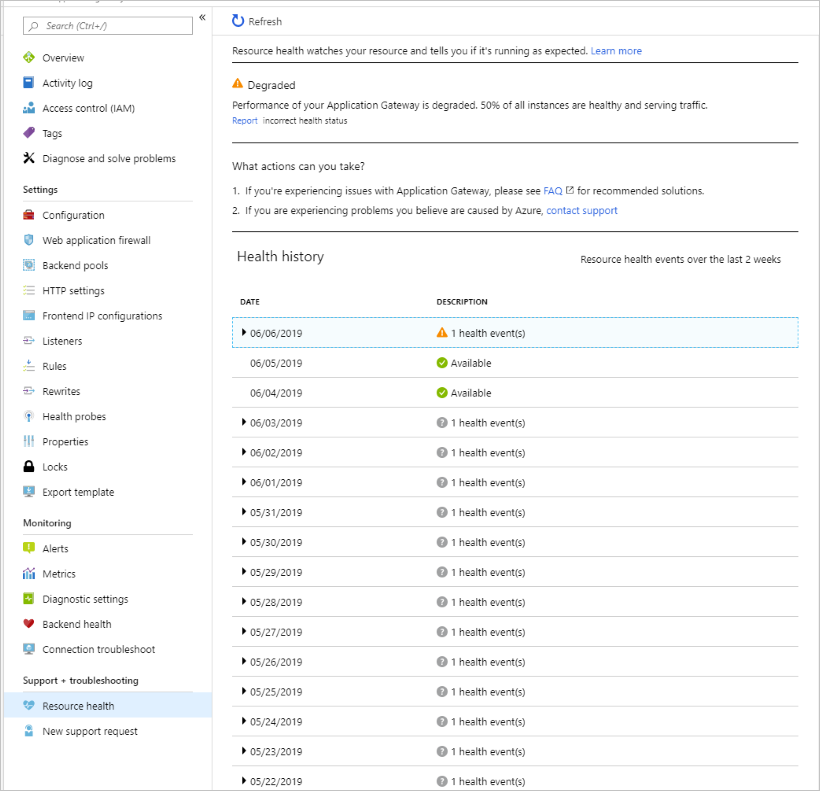 Search (Ctrl+/)
«
Overview
Activity log
Access control (IAM)
Tags
Diagnose and solve problems
Settings
Configuration
Web application firewall
Backend pools
HTTP settings
Frontend IP configurations
Listeners
Rules
Rewrites
Health probes
Properties
Locks
Export template
Monitoring
Alerts
Metrics
Diagnostic settings
Backend health
Connection troubleshoot
Support + troubleshooting
Resource health
New support request
Refresh
Resource health watches your resource and tells you if it's running as expected. Learn more
Degraded
Performance of your Application Gateway is degraded. 50% of all instances are healthy and serving traffic.
Report incorrect health status
What actions can you take?
1. If you're experiencing issues with Application Gateway, please see FAQ for recommended solutions.
2. If you are experiencing problems you believe are caused by Azure, contact support
Health history
Resource health events over the last 2 weeks
DATE DESCRIPTION
06/06/2019 1 health event(s)
06/05/2019 Available
06/04/2019 Available
06/03/2019 1 health event(s)
06/02/2019 1 health event(s)
06/01/2019 1 health event(s)
05/31/2019 1 health event(s)
05/30/2019 1 health event(s)
05/29/2019 1 health event(s)
05/28/2019 1 health event(s)
05/27/2019 1 health event(s)
05/26/2019 1 health event(s)
05/25/2019 1 health event(s)
05/24/2019 1 health event(s)
05/23/2019 1 health event(s)
05/22/2019 1 health event(s)